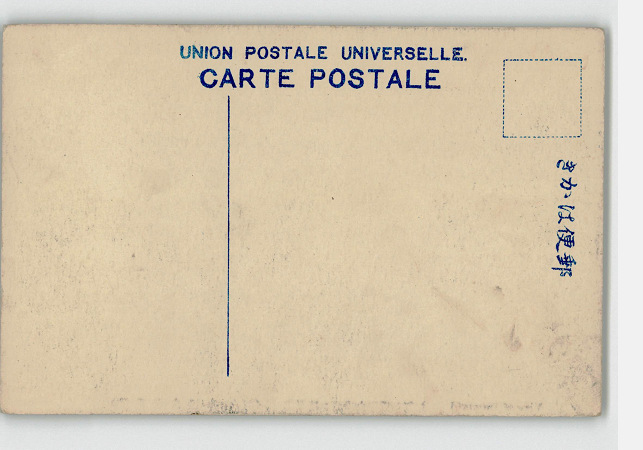 UNION POSTALE UNIVERSELLE.
CARTE POSTALE
きかは便郵